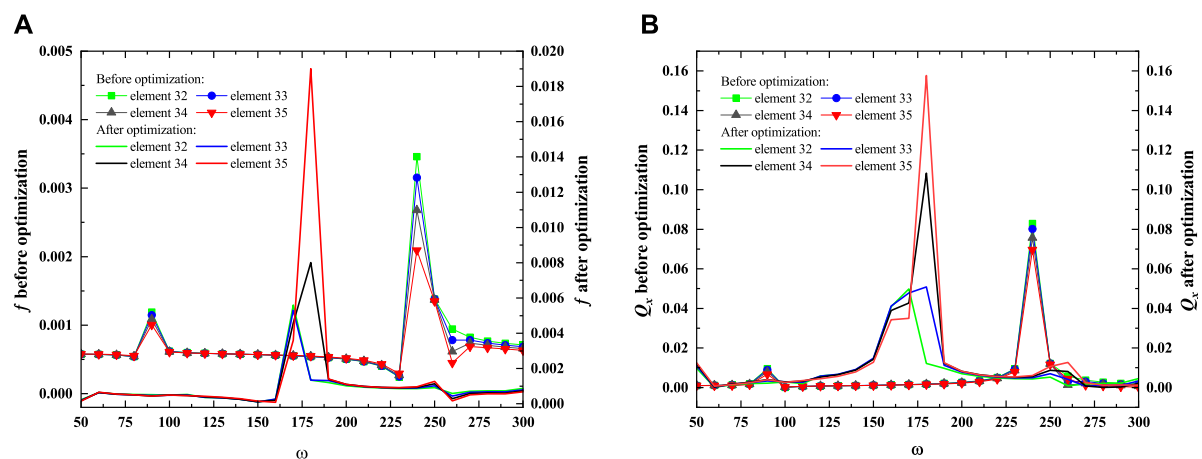 A
B
0.005
0.004
0.003
0.002
0.001
0.000
f before optimization
0.020
0.018
0.016
0.014
0.012
0.010
0.008
0.006
0.004
0.002
0.000
f after optimization
Before optimization:
element 32 element 33
element 34 element 35
After optimization:
element 32 element 33
element 34 element 35
50 75 100 125 150 175 200 225 250 275 300
ω
0.16
0.14
0.12
0.10
0.08
0.06
0.04
0.02
0.00
Qx before optimization
0.16
0.14
0.12
0.10
0.08
0.06
0.04
0.02
0.00
Qx after optimization
Before optimization:
element 32 element 33
element 34 element 35
After optimization:
element 32 element 33
element 34 element 35
50 75 100 125 150 175 200 225 250 275 300
ω